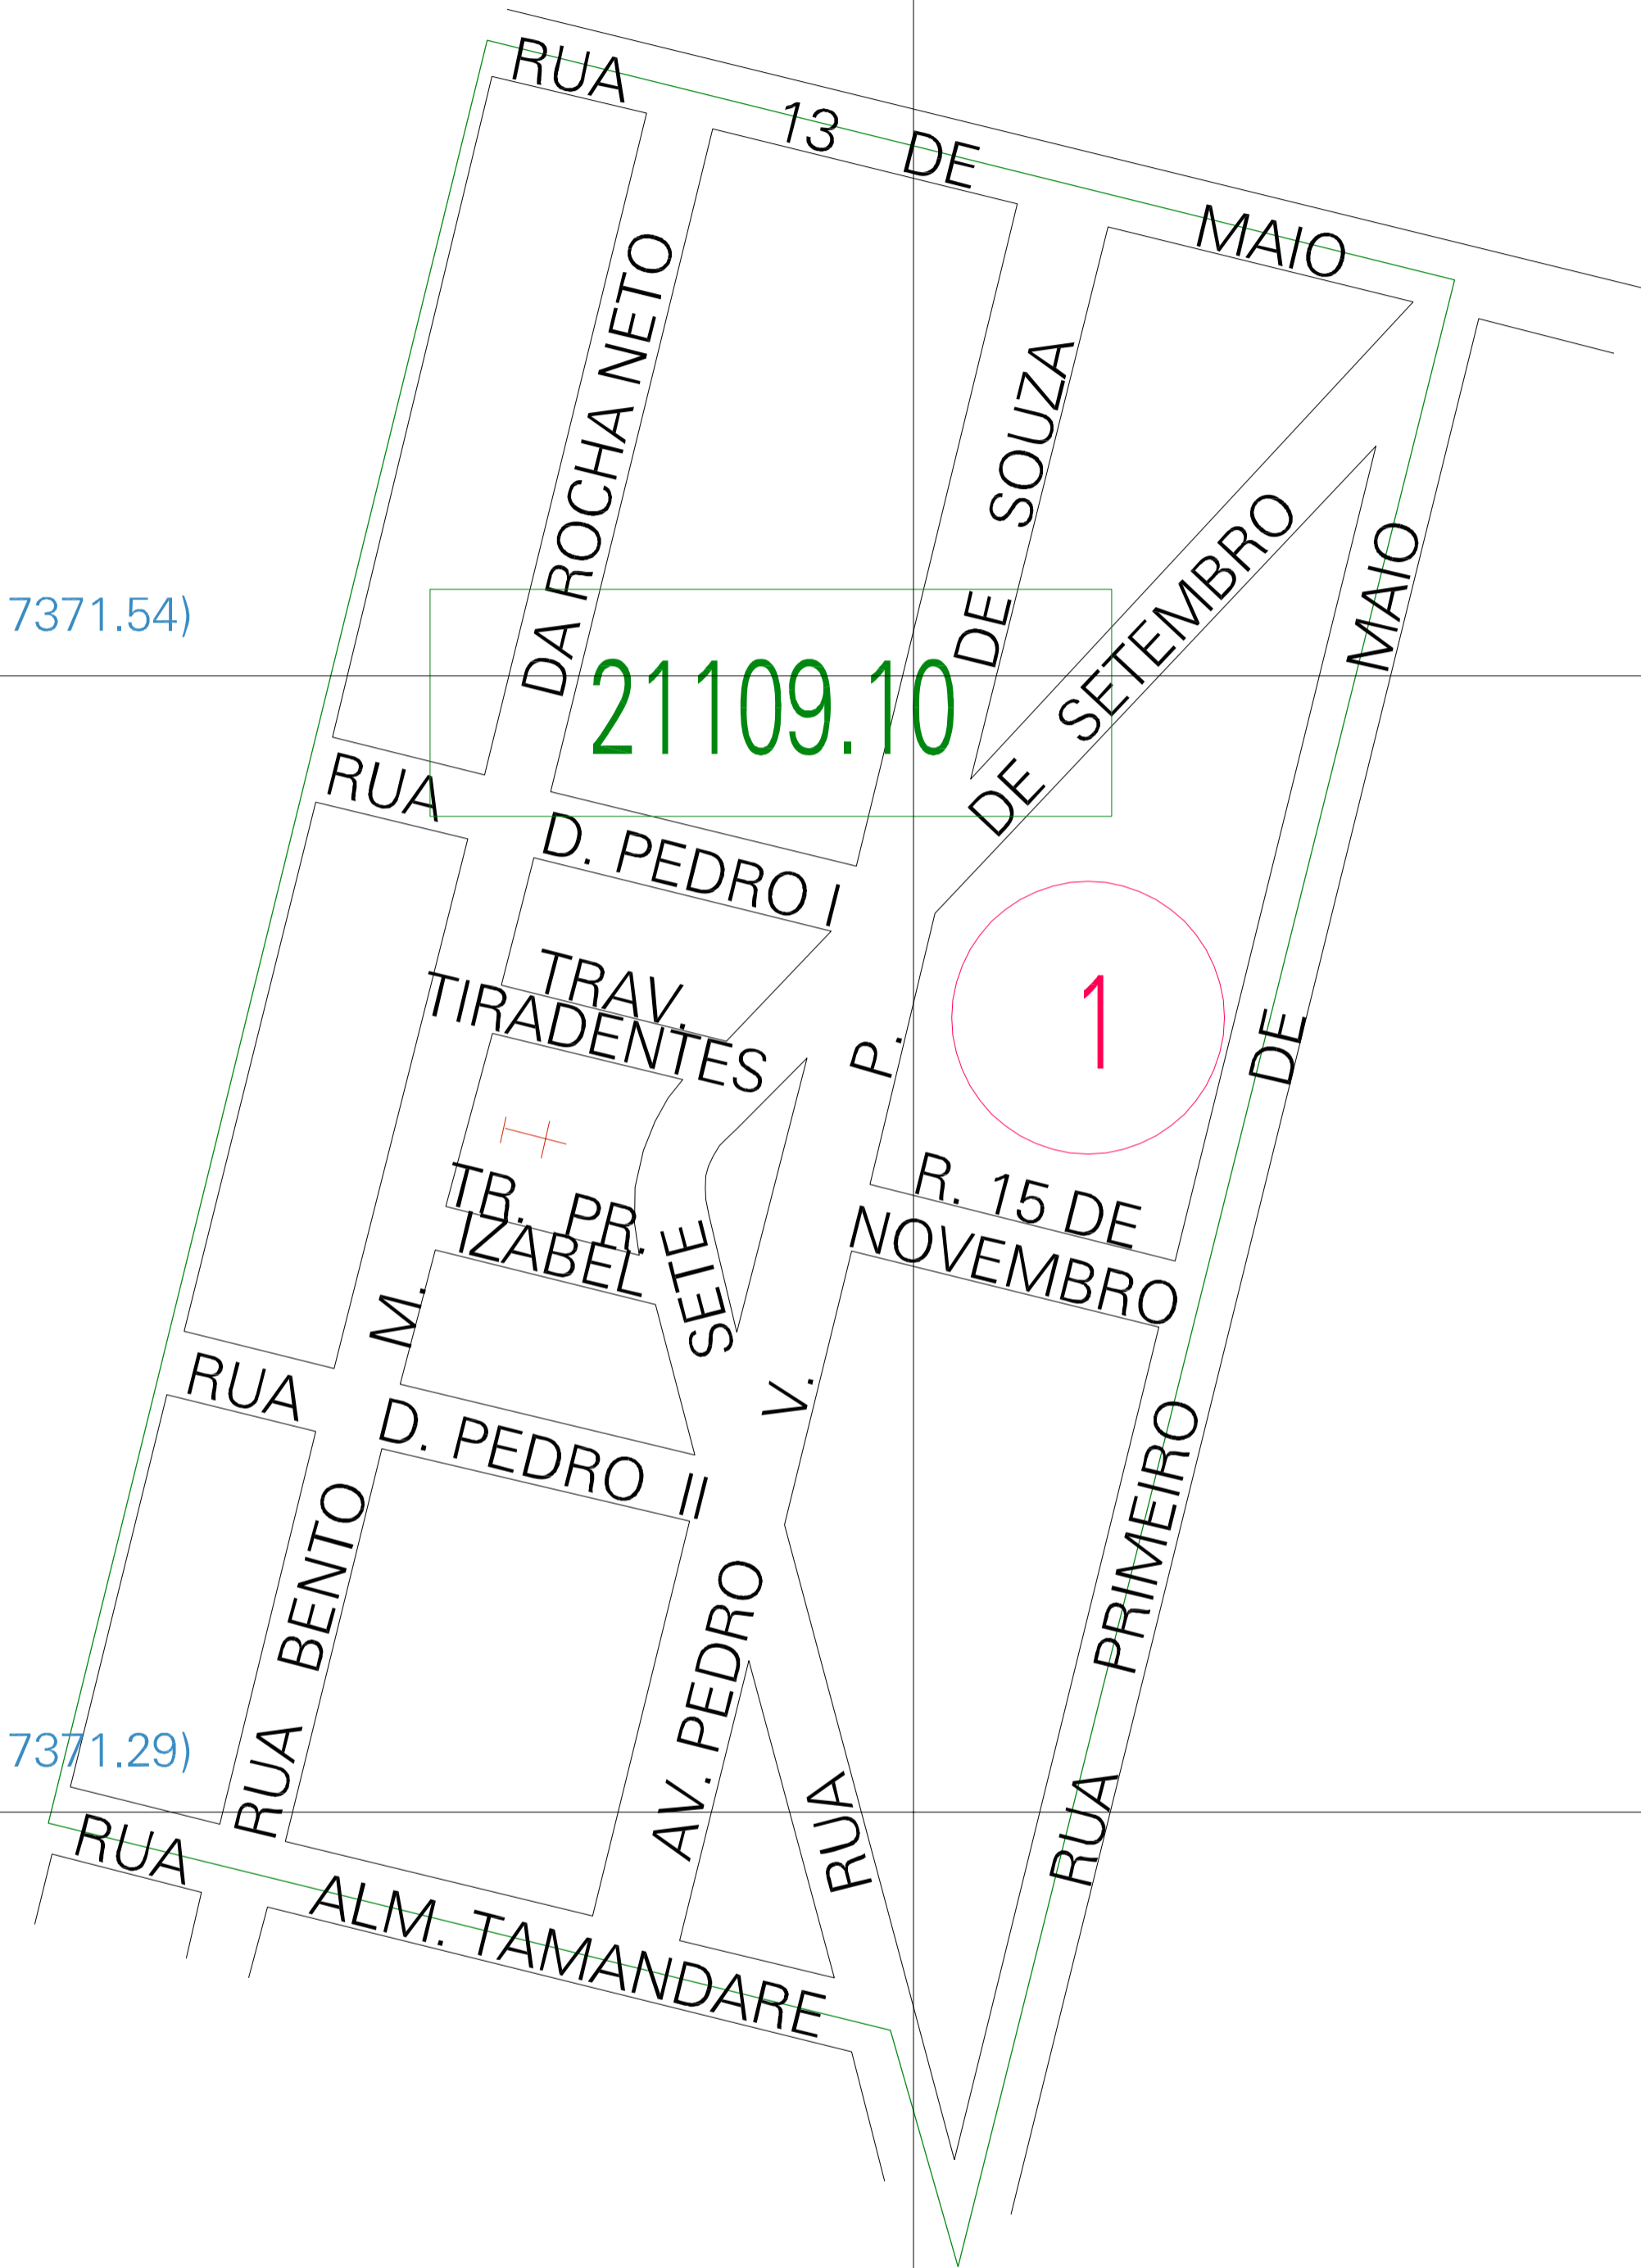 RUA 13 DE MAIO
DA ROCHA NETO
DE SOUZA
DE SETEMBRO
MAIO
7371.54)
21109.10
RUA D. PEDRO I
TRAV.
TIRADENTES
P.
1
DE
TR. PR.
IZABEL
R. 15 DE
NOVEMBRO
SETE
M.
V.
RUA D. PEDRO II
RUA BENTO
AV. PEDRO
RUA
RUA PRIMEIRO
7371.29)
RUA ALM. TAMANDARE